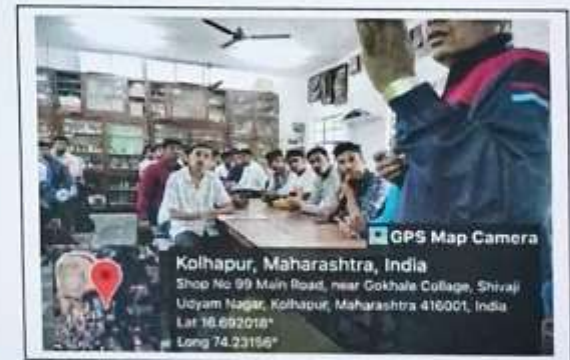 GPS Map Camera
Kolhapur, Maharashtra, India
Shop No 99 Main Road, near Gokhale Collage, Shivaji
Udyam Nagar, Kolhapur, Maharashtra 416001, India
Lat 16.692018°
Long 74.23156°